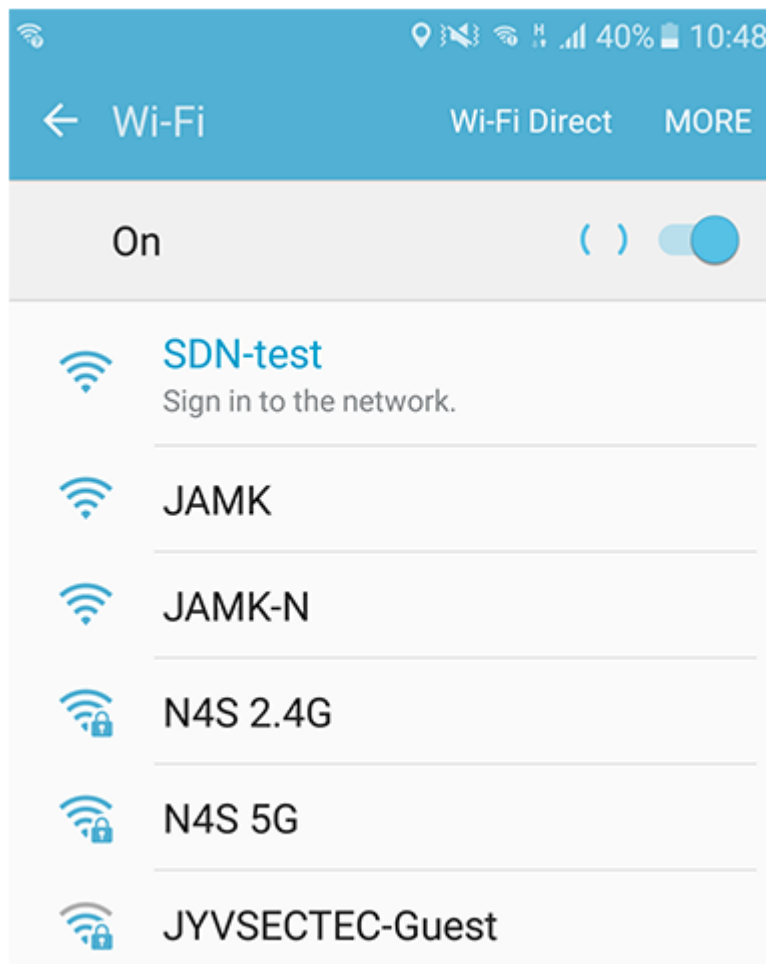 40% 10:48
Wi-Fi Wi-Fi Direct MORE
On
SDN-test
Sign in to the network.
JAMK
JAMK-N
N4S 2.4G
N4S 5G
JYVSECTEC-Guest